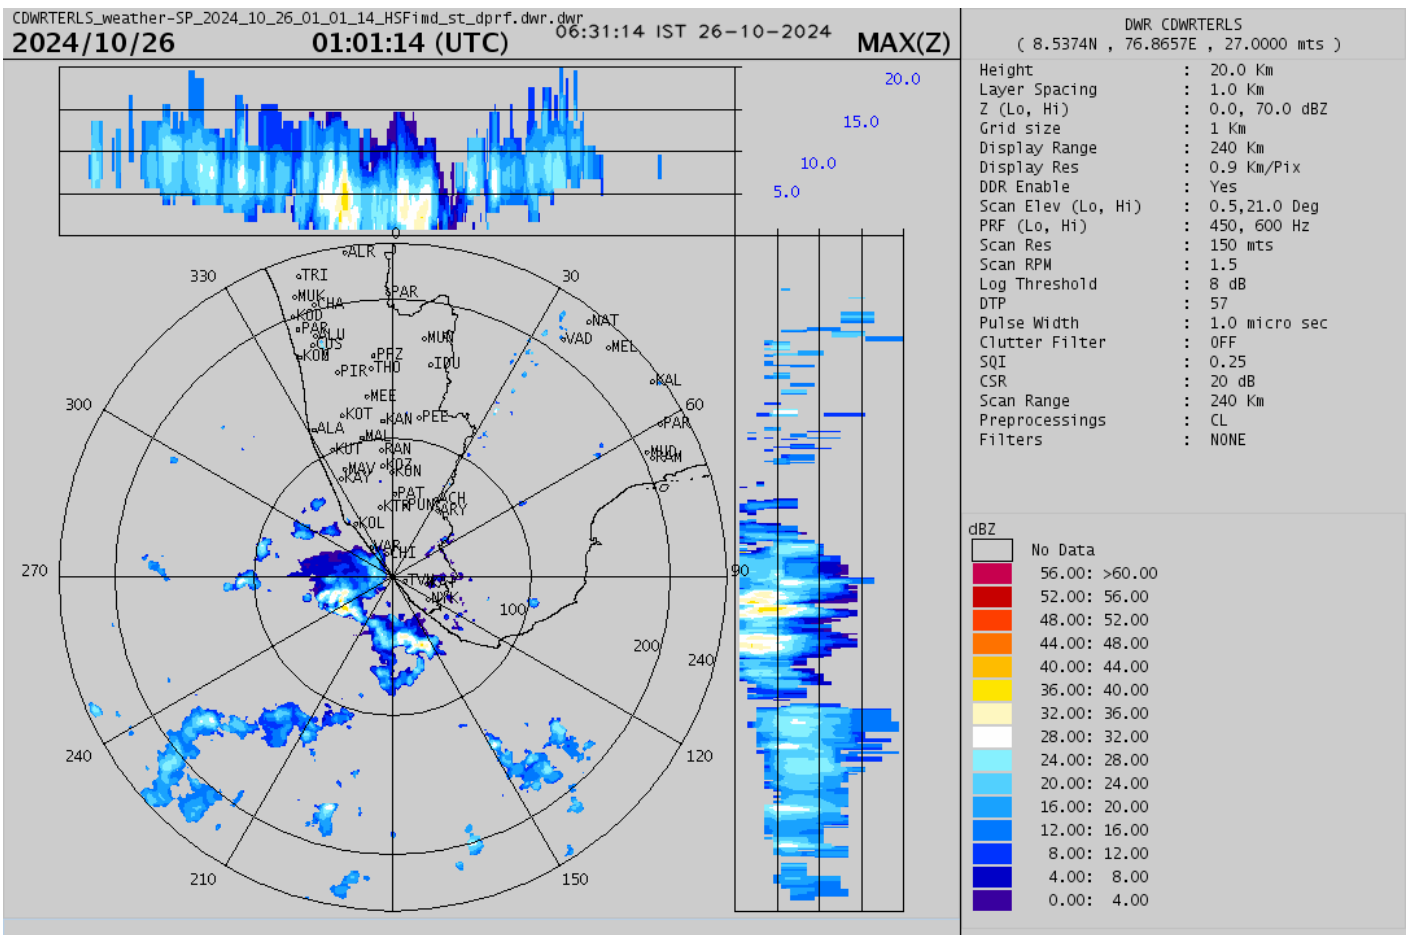 CDWRTERLS_weather-SP_2024_10_26_01_01_14_HSFimd_st_dprf.dwr.dwr
2024/10/26 01:01:14 (UTC) 06:31:14 IST 26-10-2024 MAX(Z)
20.0
15.0
10.0
5.0
0
330
30
300
60
270
90
240
120
210
150
100
200
240
ALR
TRI
PAR
MUK
CHA
KOD
PAR
CUS
KOM
MUN
PIR
THO
IDU
NAT
VAD
MEL
KAL
PAR
MEE
KOT
KAN
PEE
ALA
MAL
KUT
RAN
MAV
KON
KAY
PAT
PUN
ACH
KTR
ARY
KOL
VAR
CHI
TVM
NYK
DWR CDWRTERLS
( 8.5374N , 76.8657E , 27.0000 mts )
Height : 20.0 Km
Layer Spacing : 1.0 Km
Z (Lo, Hi) : 0.0, 70.0 dBZ
Grid size : 1 Km
Display Range : 240 Km
Display Res : 0.9 Km/Pix
DDR Enable : Yes
Scan Elev (Lo, Hi) : 0.5,21.0 Deg
PRF (Lo, Hi) : 450, 600 Hz
Scan Res : 150 mts
Scan RPM : 1.5
Log Threshold : 8 dB
DTP : 57
Pulse Width : 1.0 micro sec
Clutter Filter : OFF
SQI : 0.25
CSR : 20 dB
Scan Range : 240 Km
Preprocessings : CL
Filters : NONE
dBZ
No Data
56.00: >60.00
52.00: 56.00
48.00: 52.00
44.00: 48.00
40.00: 44.00
36.00: 40.00
32.00: 36.00
28.00: 32.00
24.00: 28.00
20.00: 24.00
16.00: 20.00
12.00: 16.00
8.00: 12.00
4.00: 8.00
0.00: 4.00